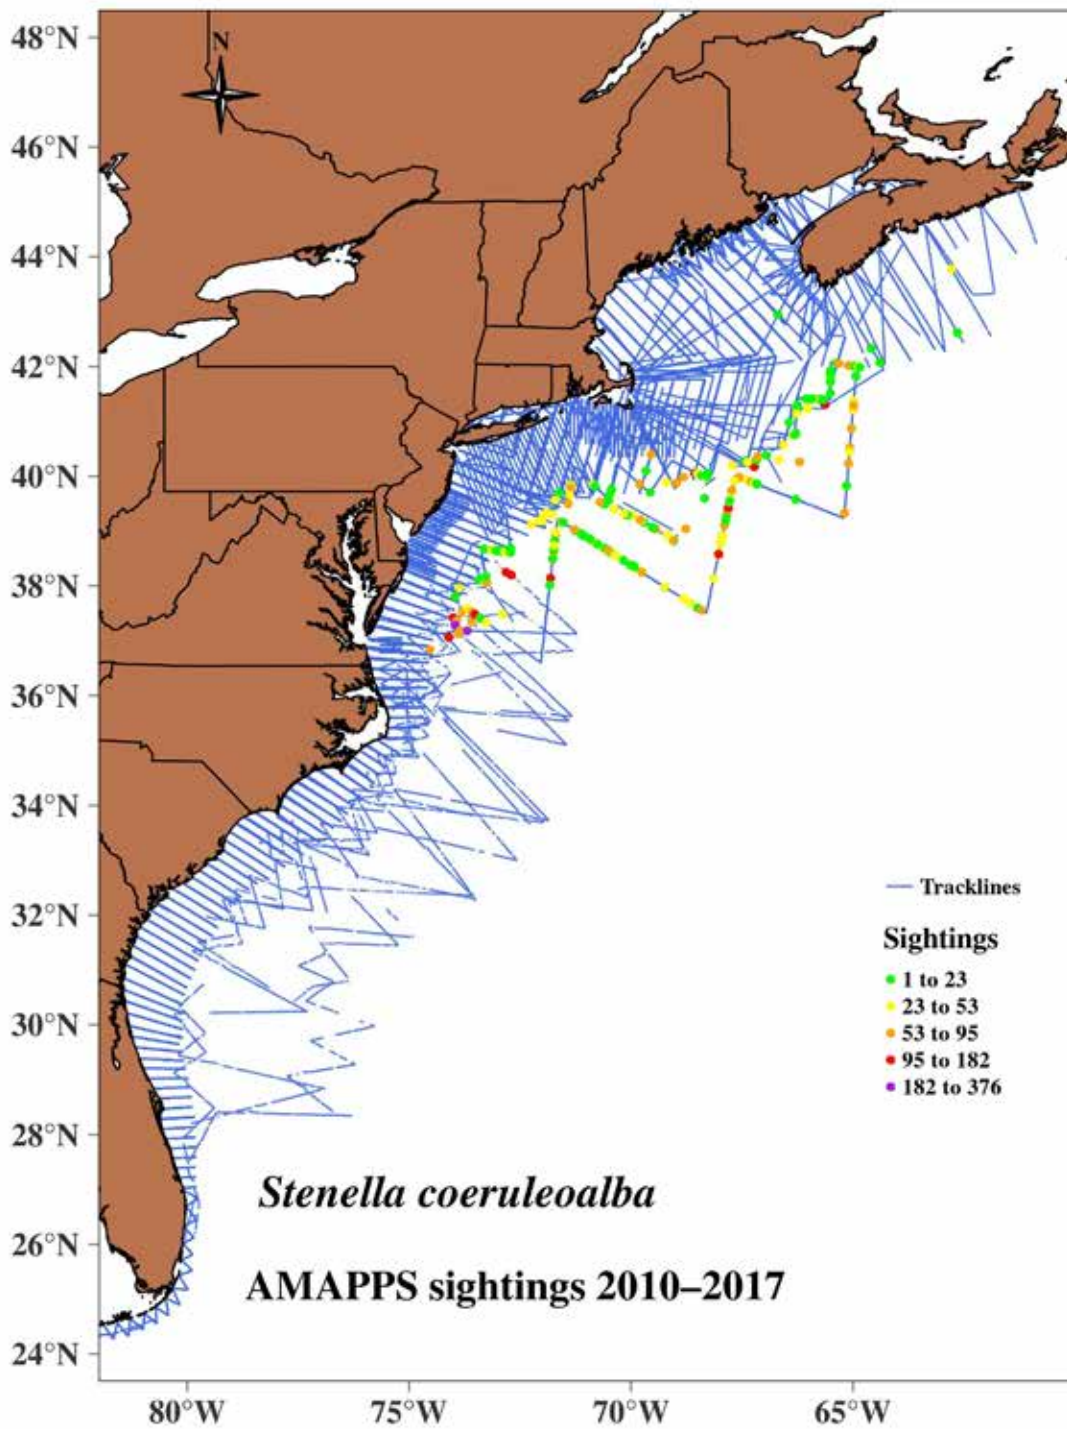 N
48°N
46°N
44°N
42°N
40°N
38°N
36°N
34°N
32°N
30°N
28°N
26°N
24°N
Tracklines
Sightings
1 to 23
23 to 53
53 to 95
95 to 182
182 to 376
Stenella coeruleoalba
AMAPPS sightings 2010–2017
80°W 75°W 70°W 65°W